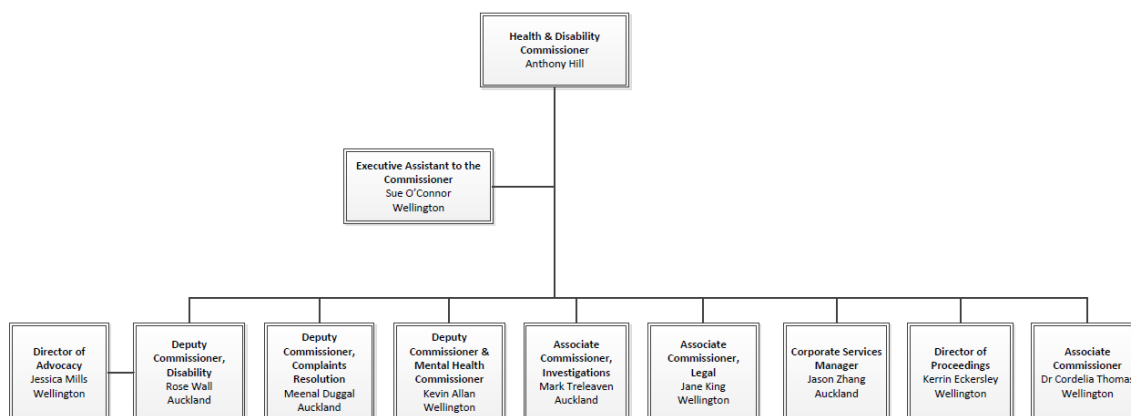 Health & Disability
Commissioner
Anthony Hill
Executive Assistant to the
Commissioner
Sue O'Connor
Wellington
Director of
Advocacy
Jessica Mills
Wellington
Deputy
Commissioner,
Disability
Rose Wall
Auckland
Deputy
Commissioner,
Complaints
Resolution
Meenal Duggal
Auckland
Deputy
Commissioner &
Mental Health
Commissioner
Kevin Allan
Wellington
Associate
Commissioner,
Investigations
Mark Treleaven
Auckland
Associate
Commissioner,
Legal
Jane King
Wellington
Corporate Services
Manager
Jason Zhang
Auckland
Director of
Proceedings
Kerrin Eckersley
Wellington
Associate
Commissioner
Dr Cordelia Thomas
Wellington